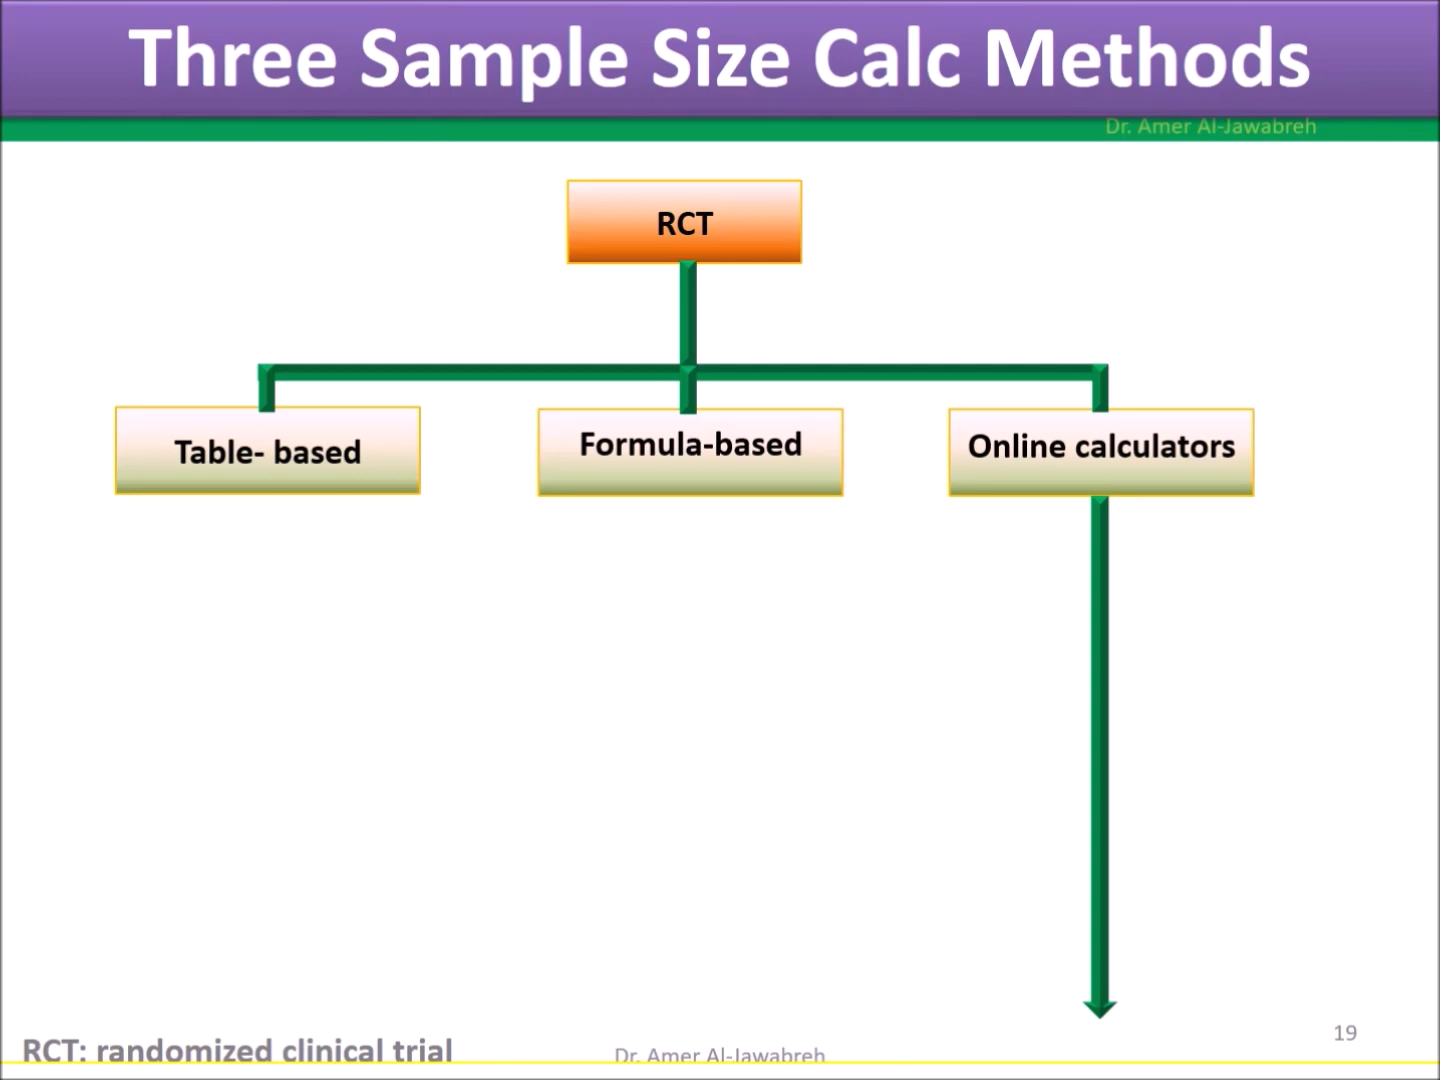 Three Sample Size Calc Methods
Dr. Amer Al-Jawabreh
RCT
Table- based
Formula-based
Online calculators
19
RCT: randomized clinical trial
Dr. Amer Al-Jawabreh